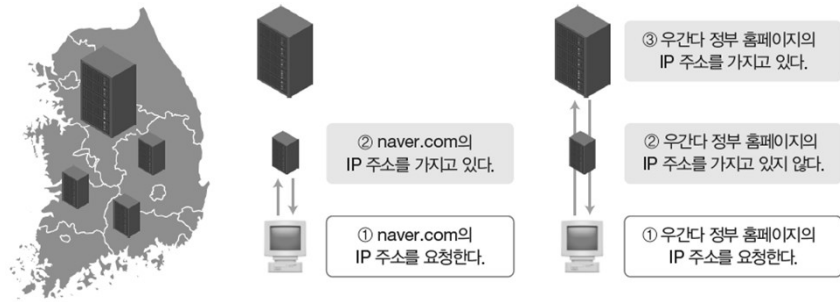 ② naver.com의
IP 주소를 가지고 있다.
① naver.com의
IP 주소를 요청한다.
③ 우간다 정부 홈페이지의
IP 주소를 가지고 있다.
② 우간다 정부 홈페이지의
IP 주소를 가지고 있지 않다.
① 우간다 정부 홈페이지의
IP 주소를 요청한다.